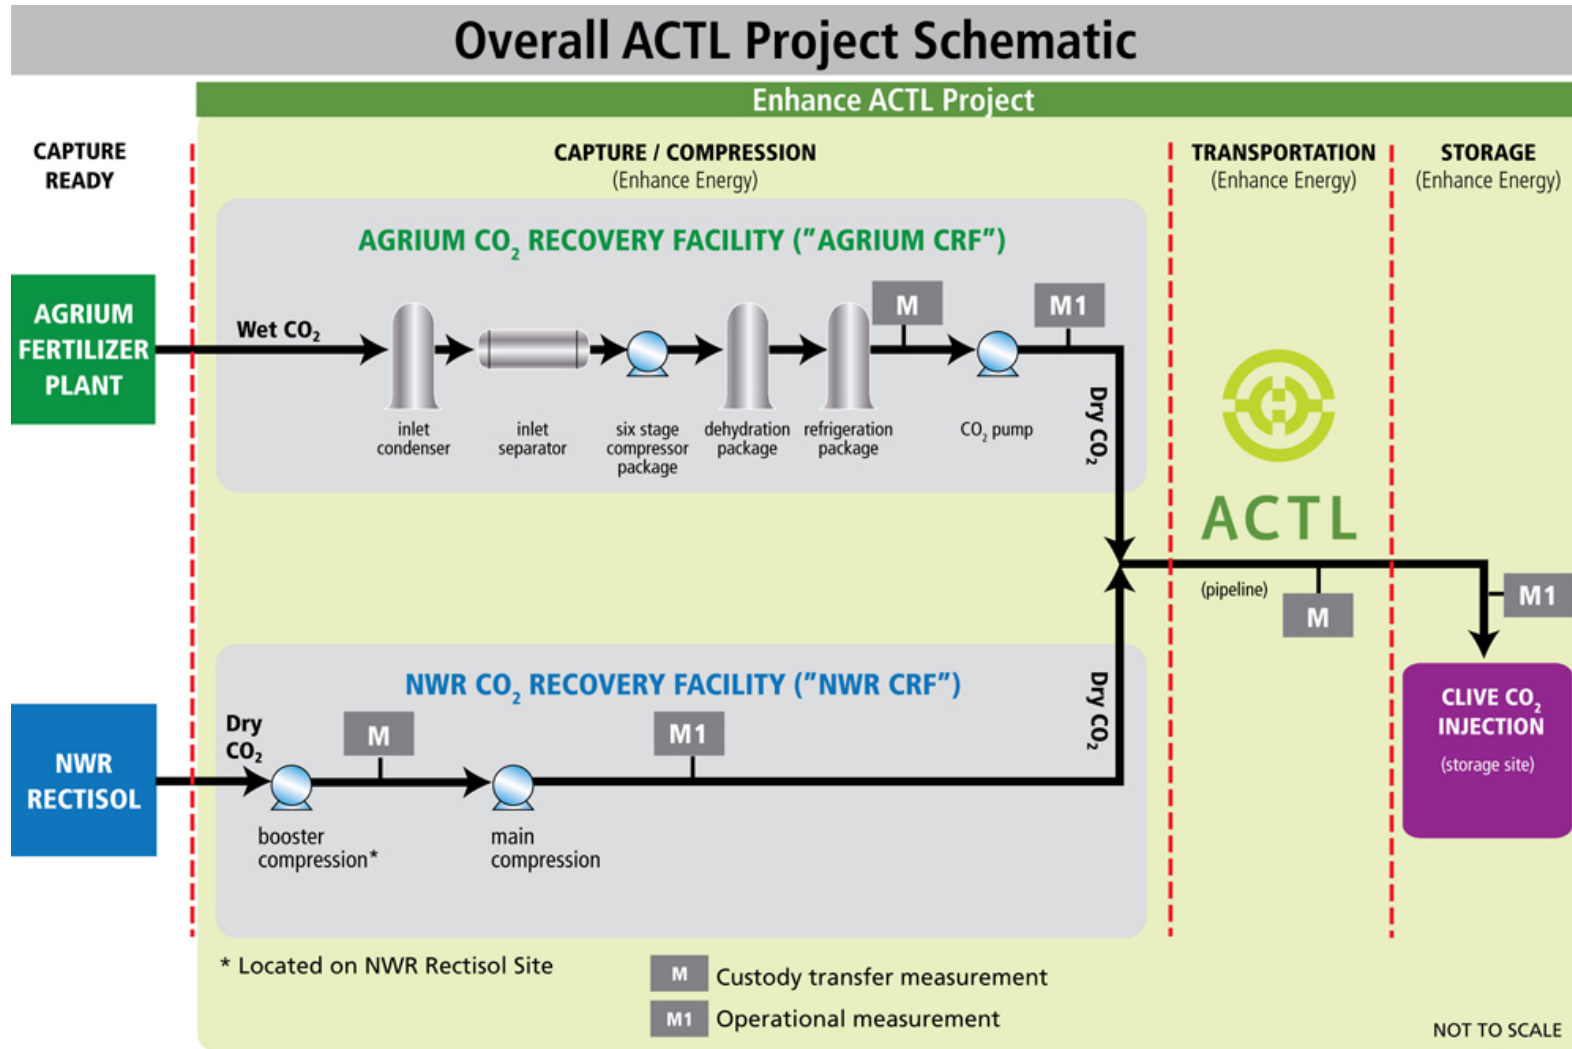 Overall ACTL Project Schematic
Enhance ACTL Project
CAPTURE
READY
CAPTURE / COMPRESSION
(Enhance Energy)
TRANSPORTATION
(Enhance Energy)
STORAGE
(Enhance Energy)
AGRIUM CO₂ RECOVERY FACILITY ("AGRIUM CRF")
AGRIUM
FERTILIZER
PLANT
Wet CO₂
M
M1
inlet
condenser
inlet
separator
six stage
compressor
package
dehydration
package
refrigeration
package
CO₂ pump
Dry CO₂
ACTL
(pipeline)
M
M1
NWR CO₂ RECOVERY FACILITY ("NWR CRF")
NWR
RECTISOL
Dry
CO₂
M
M1
booster
compression*
main
compression
Dry CO₂
CLIVE CO₂
INJECTION
(storage site)
* Located on NWR Rectisol Site
M Custody transfer measurement
M1 Operational measurement
NOT TO SCALE